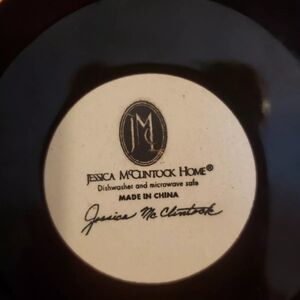 JM
JESSICA MCCLINTOCK HOME®
Dishwasher and microwave safe
MADE IN CHINA
Jessica McClintock